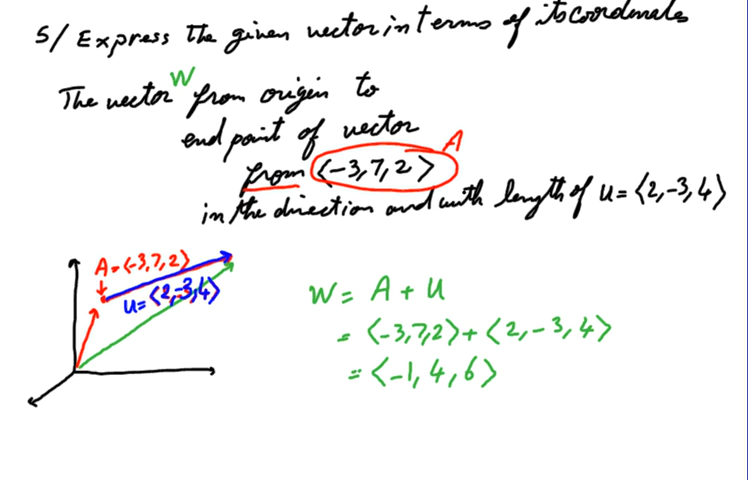 5/ Express the given vector in terms of its coordinates
The vector W from origin to
end point of vector
A
from <-3,7,2>
in the direction and with length of u = <2,-3,4>
A = <-3,7,2>
u = <2,-3,4>
W = A + u
= <-3,7,2> + <2,-3,4>
= <-1,4,6>